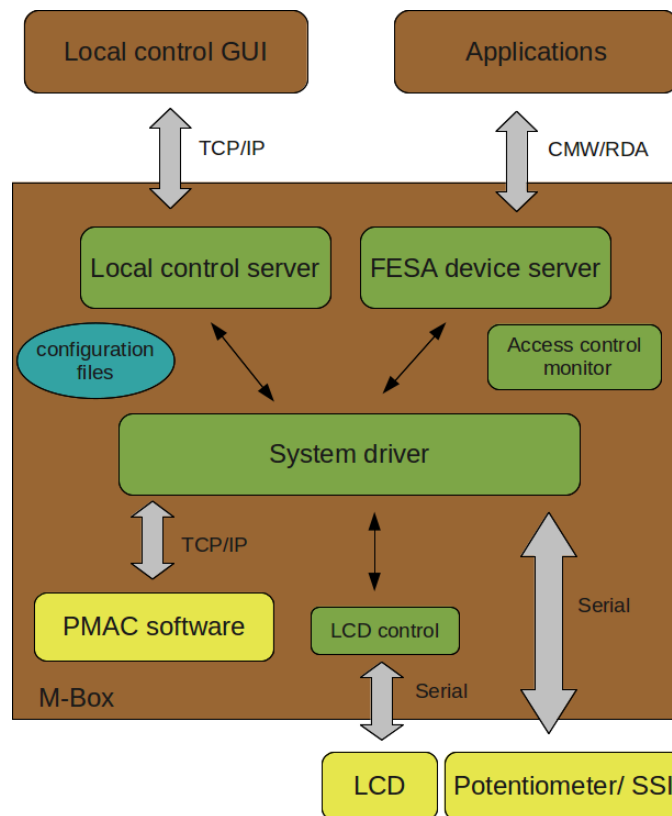 Local control GUI
Applications
TCP/IP
CMW/RDA
Local control server
FESA device server
configuration
files
Access control
monitor
System driver
TCP/IP
Serial
PMAC software
LCD control
M-Box
Serial
LCD
Potentiometer/ SSI